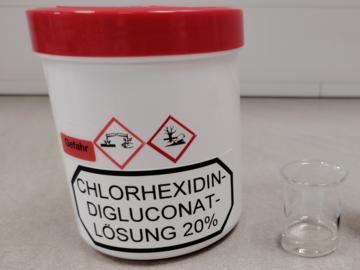 Gefahr
CHLORHEXIDIN-
DIGLUCONAT-
LÖSUNG 20%